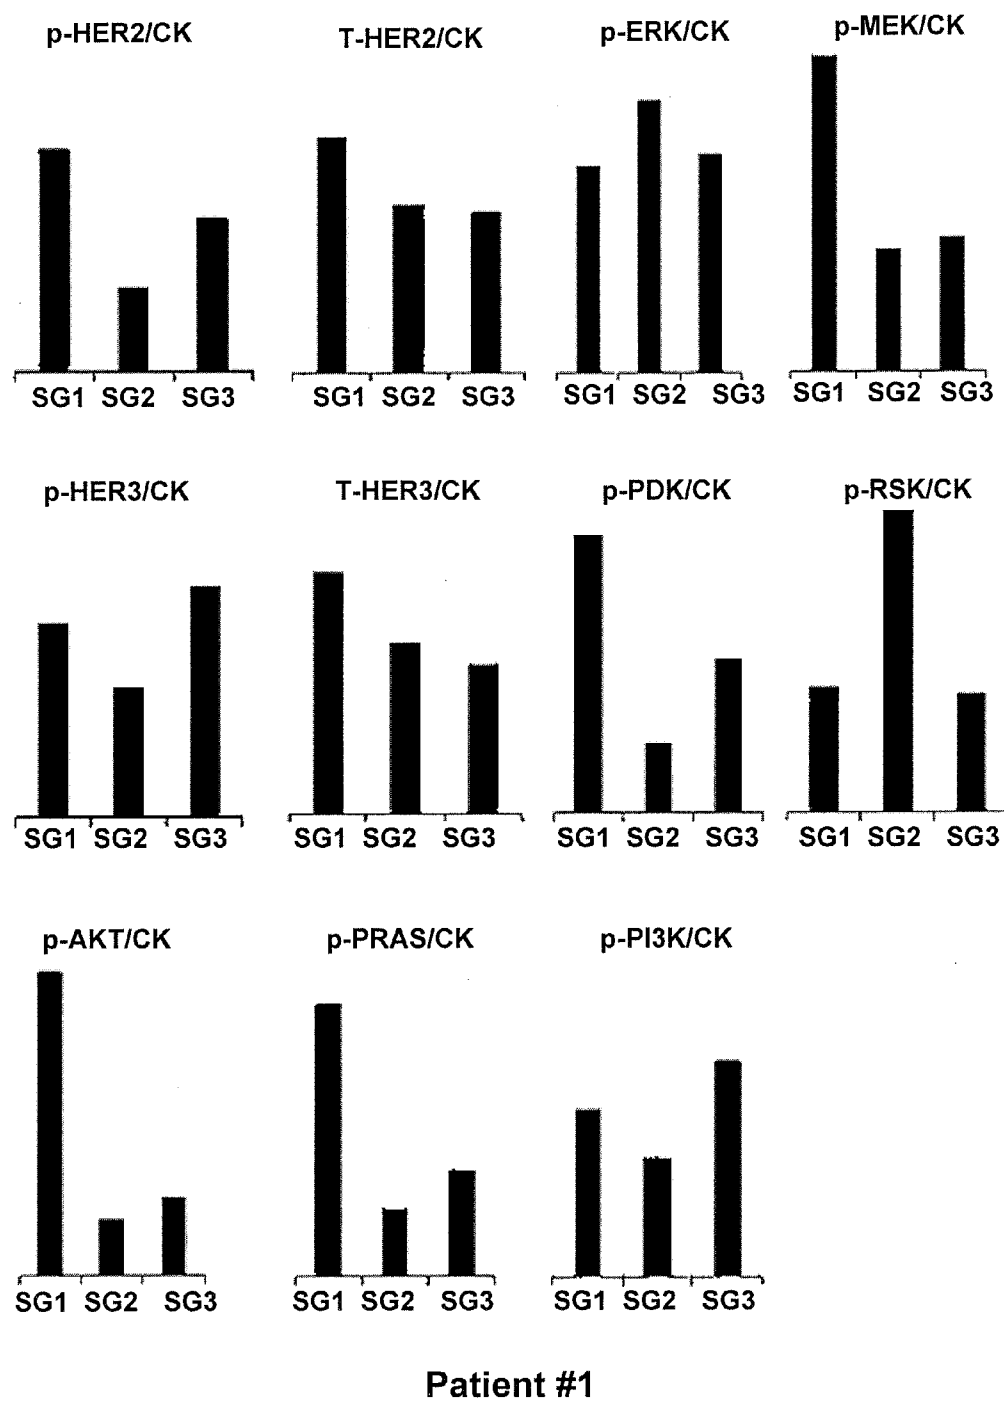 p-HER2/CK T-HER2/CK p-ERK/CK p-MEK/CK
SG1 SG2 SG3 SG1 SG2 SG3 SG1 SG2 SG3 SG1 SG2 SG3
p-HER3/CK T-HER3/CK p-PDK/CK p-RSK/CK
SG1 SG2 SG3 SG1 SG2 SG3 SG1 SG2 SG3 SG1 SG2 SG3
p-AKT/CK p-PRAS/CK p-PI3K/CK
SG1 SG2 SG3 SG1 SG2 SG3 SG1 SG2 SG3
Patient #1